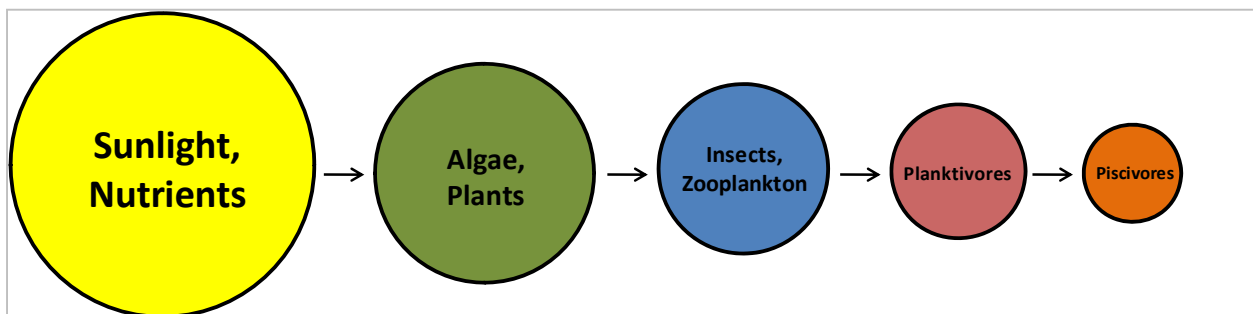 Sunlight,
Nutrients
Algae,
Plants
Insects,
Zooplankton
Planktivores
Piscivores